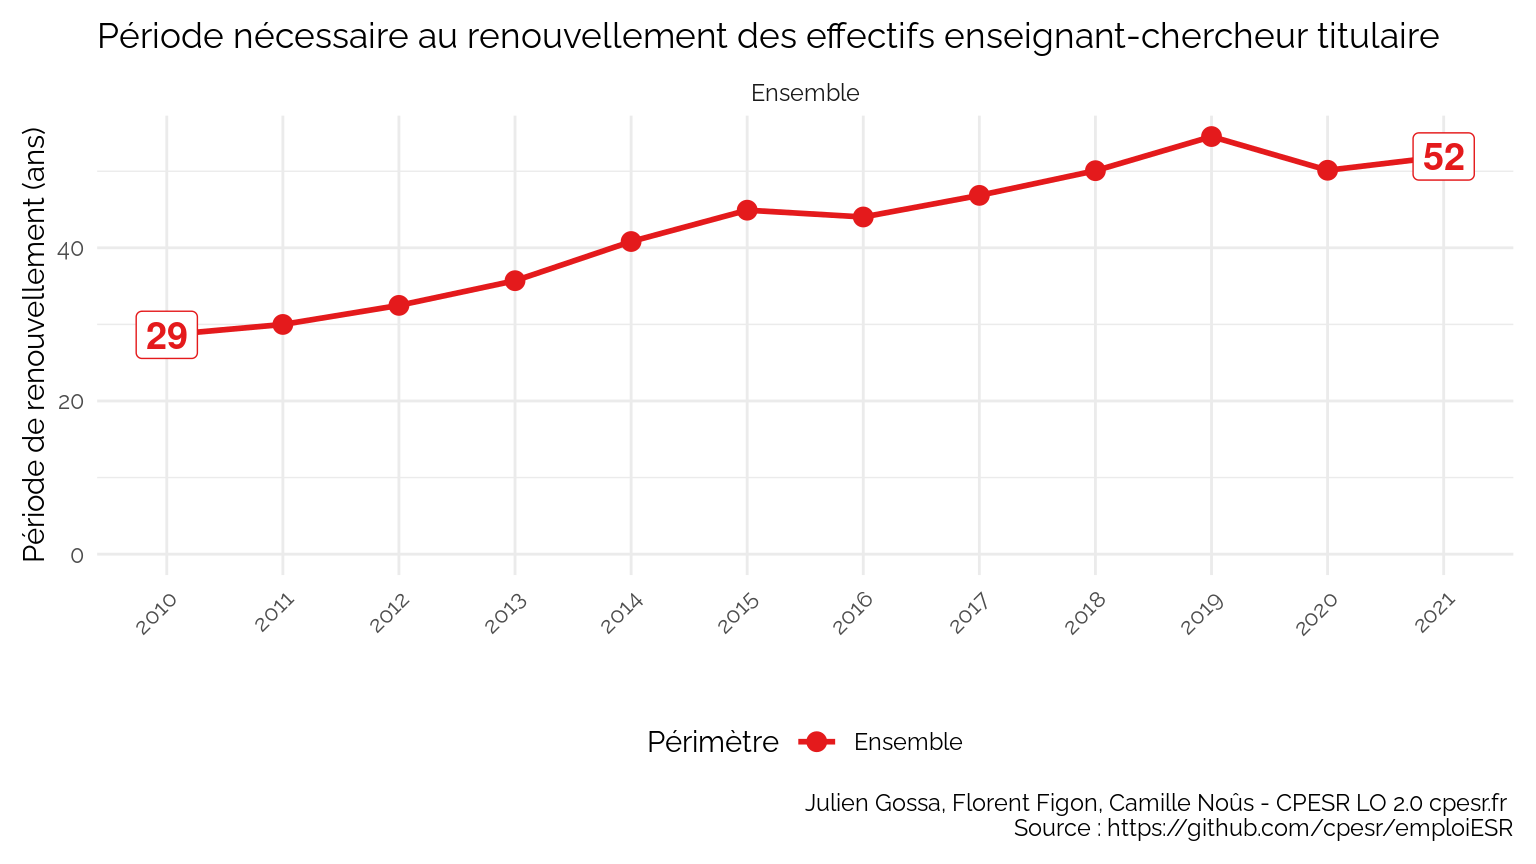 Période nécessaire au renouvellement des effectifs enseignant-chercheur titulaire
Ensemble
Période de renouvellement (ans)
40
20
0
29
52
2010
2011
2012
2013
2014
2015
2016
2017
2018
2019
2020
2021
Périmètre
Ensemble
Julien Gossa, Florent Figon, Camille Noûs - CPESR LO 2.0 cpesr.fr
Source : https://github.com/cpesr/emploiESR